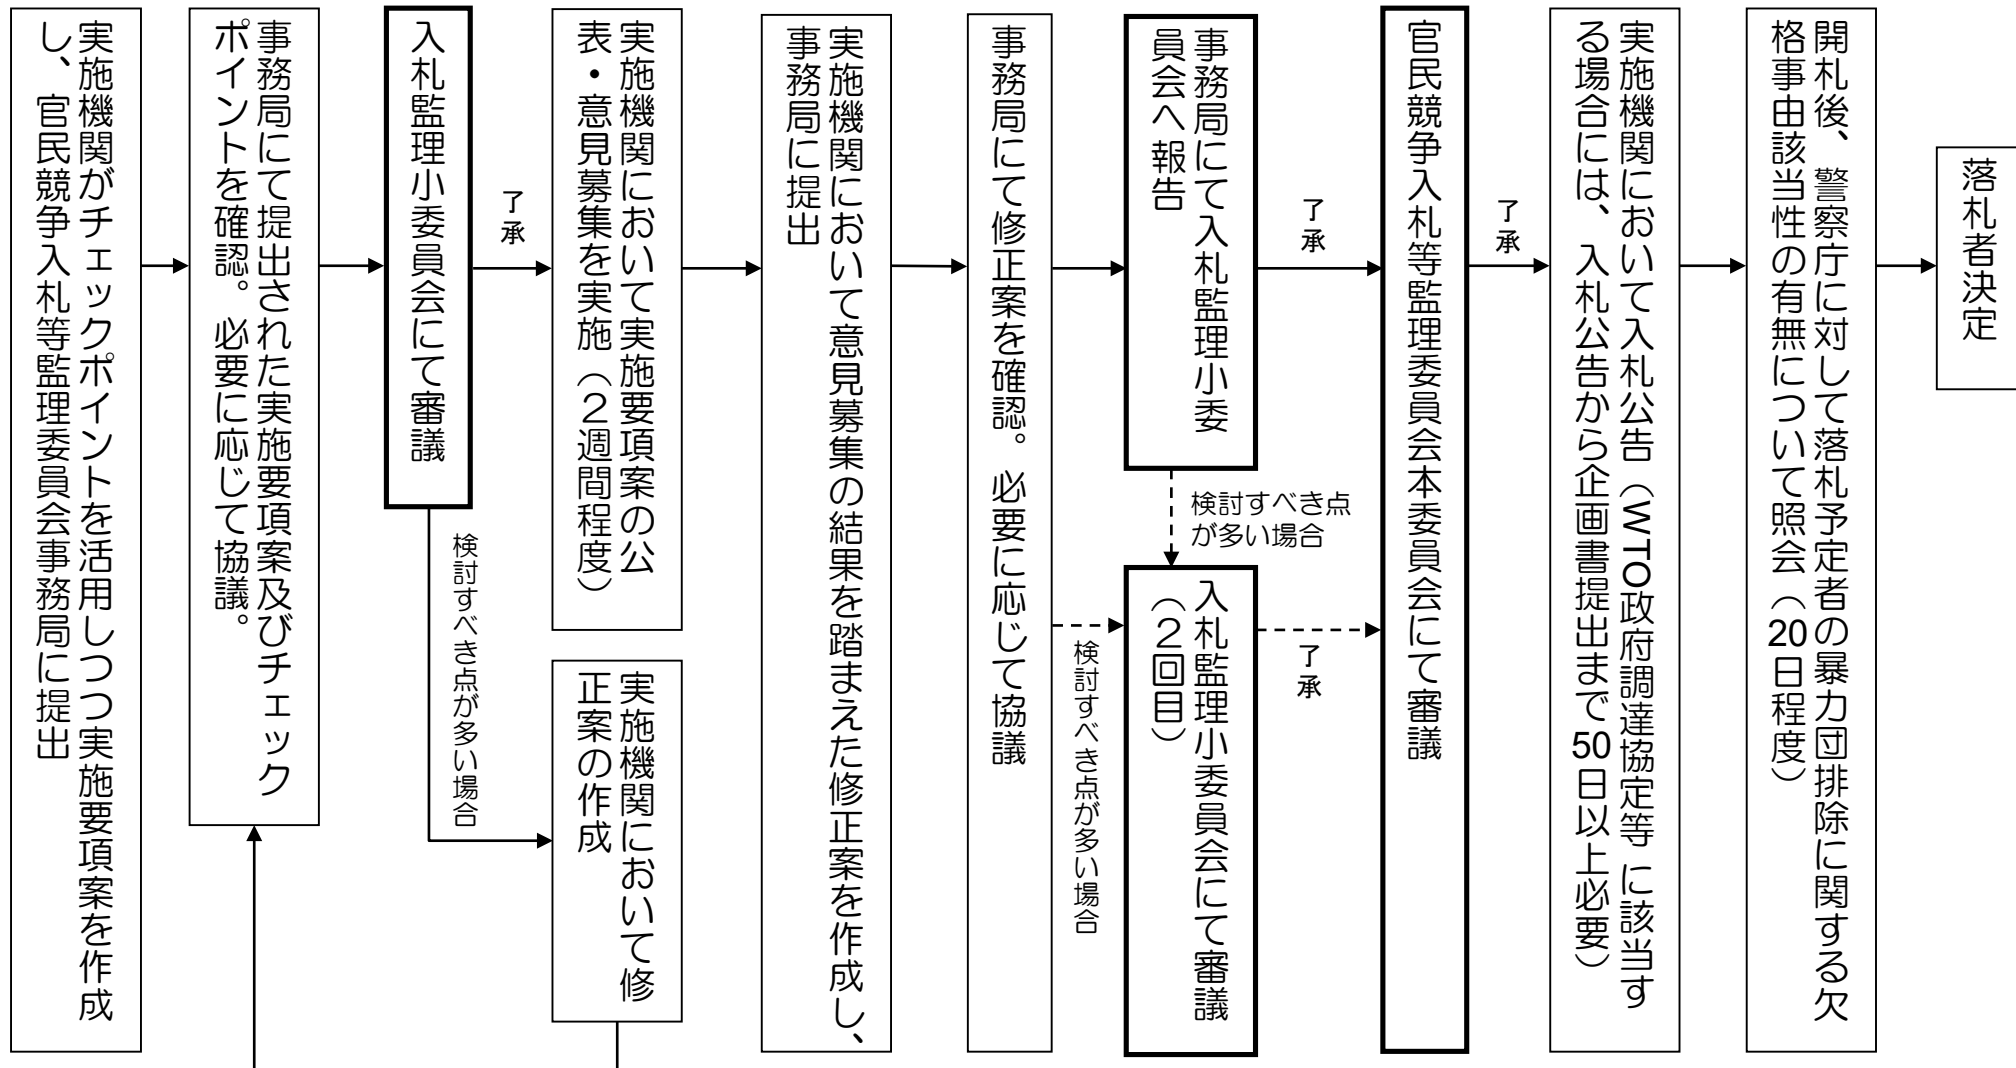 実施機関がチェックポイントを活用しつつ実施要項案を作成
し、官民競争入札等監理委員会事務局に提出
事務局にて提出された実施要項案及びチェック
ポイントを確認。必要に応じて協議。
入札監理小委員会にて審議
了承
検討すべき点が多い場合
実施機関において実施要項案の公
表・意見募集を実施（２週間程度）
実施機関において修
正案の作成
実施機関において意見募集の結果を踏まえた修正案を作成し、
事務局に提出
事務局にて修正案を確認。必要に応じて協議
検討すべき点が多い場合
事務局にて入札監理小委
員会へ報告
検討すべき点
が多い場合
入札監理小委員会にて審議
（２回目）
了承
了承
官民競争入札等監理委員会本委員会にて審議
了承
実施機関において入札公告（WTO政府調達協定等 に該当す
る場合には、入札公告から企画書提出まで50日以上必要）
開札後、警察庁に対して落札予定者の暴力団排除に関する欠
格事由該当性の有無について照会（20日程度）
落札者決定